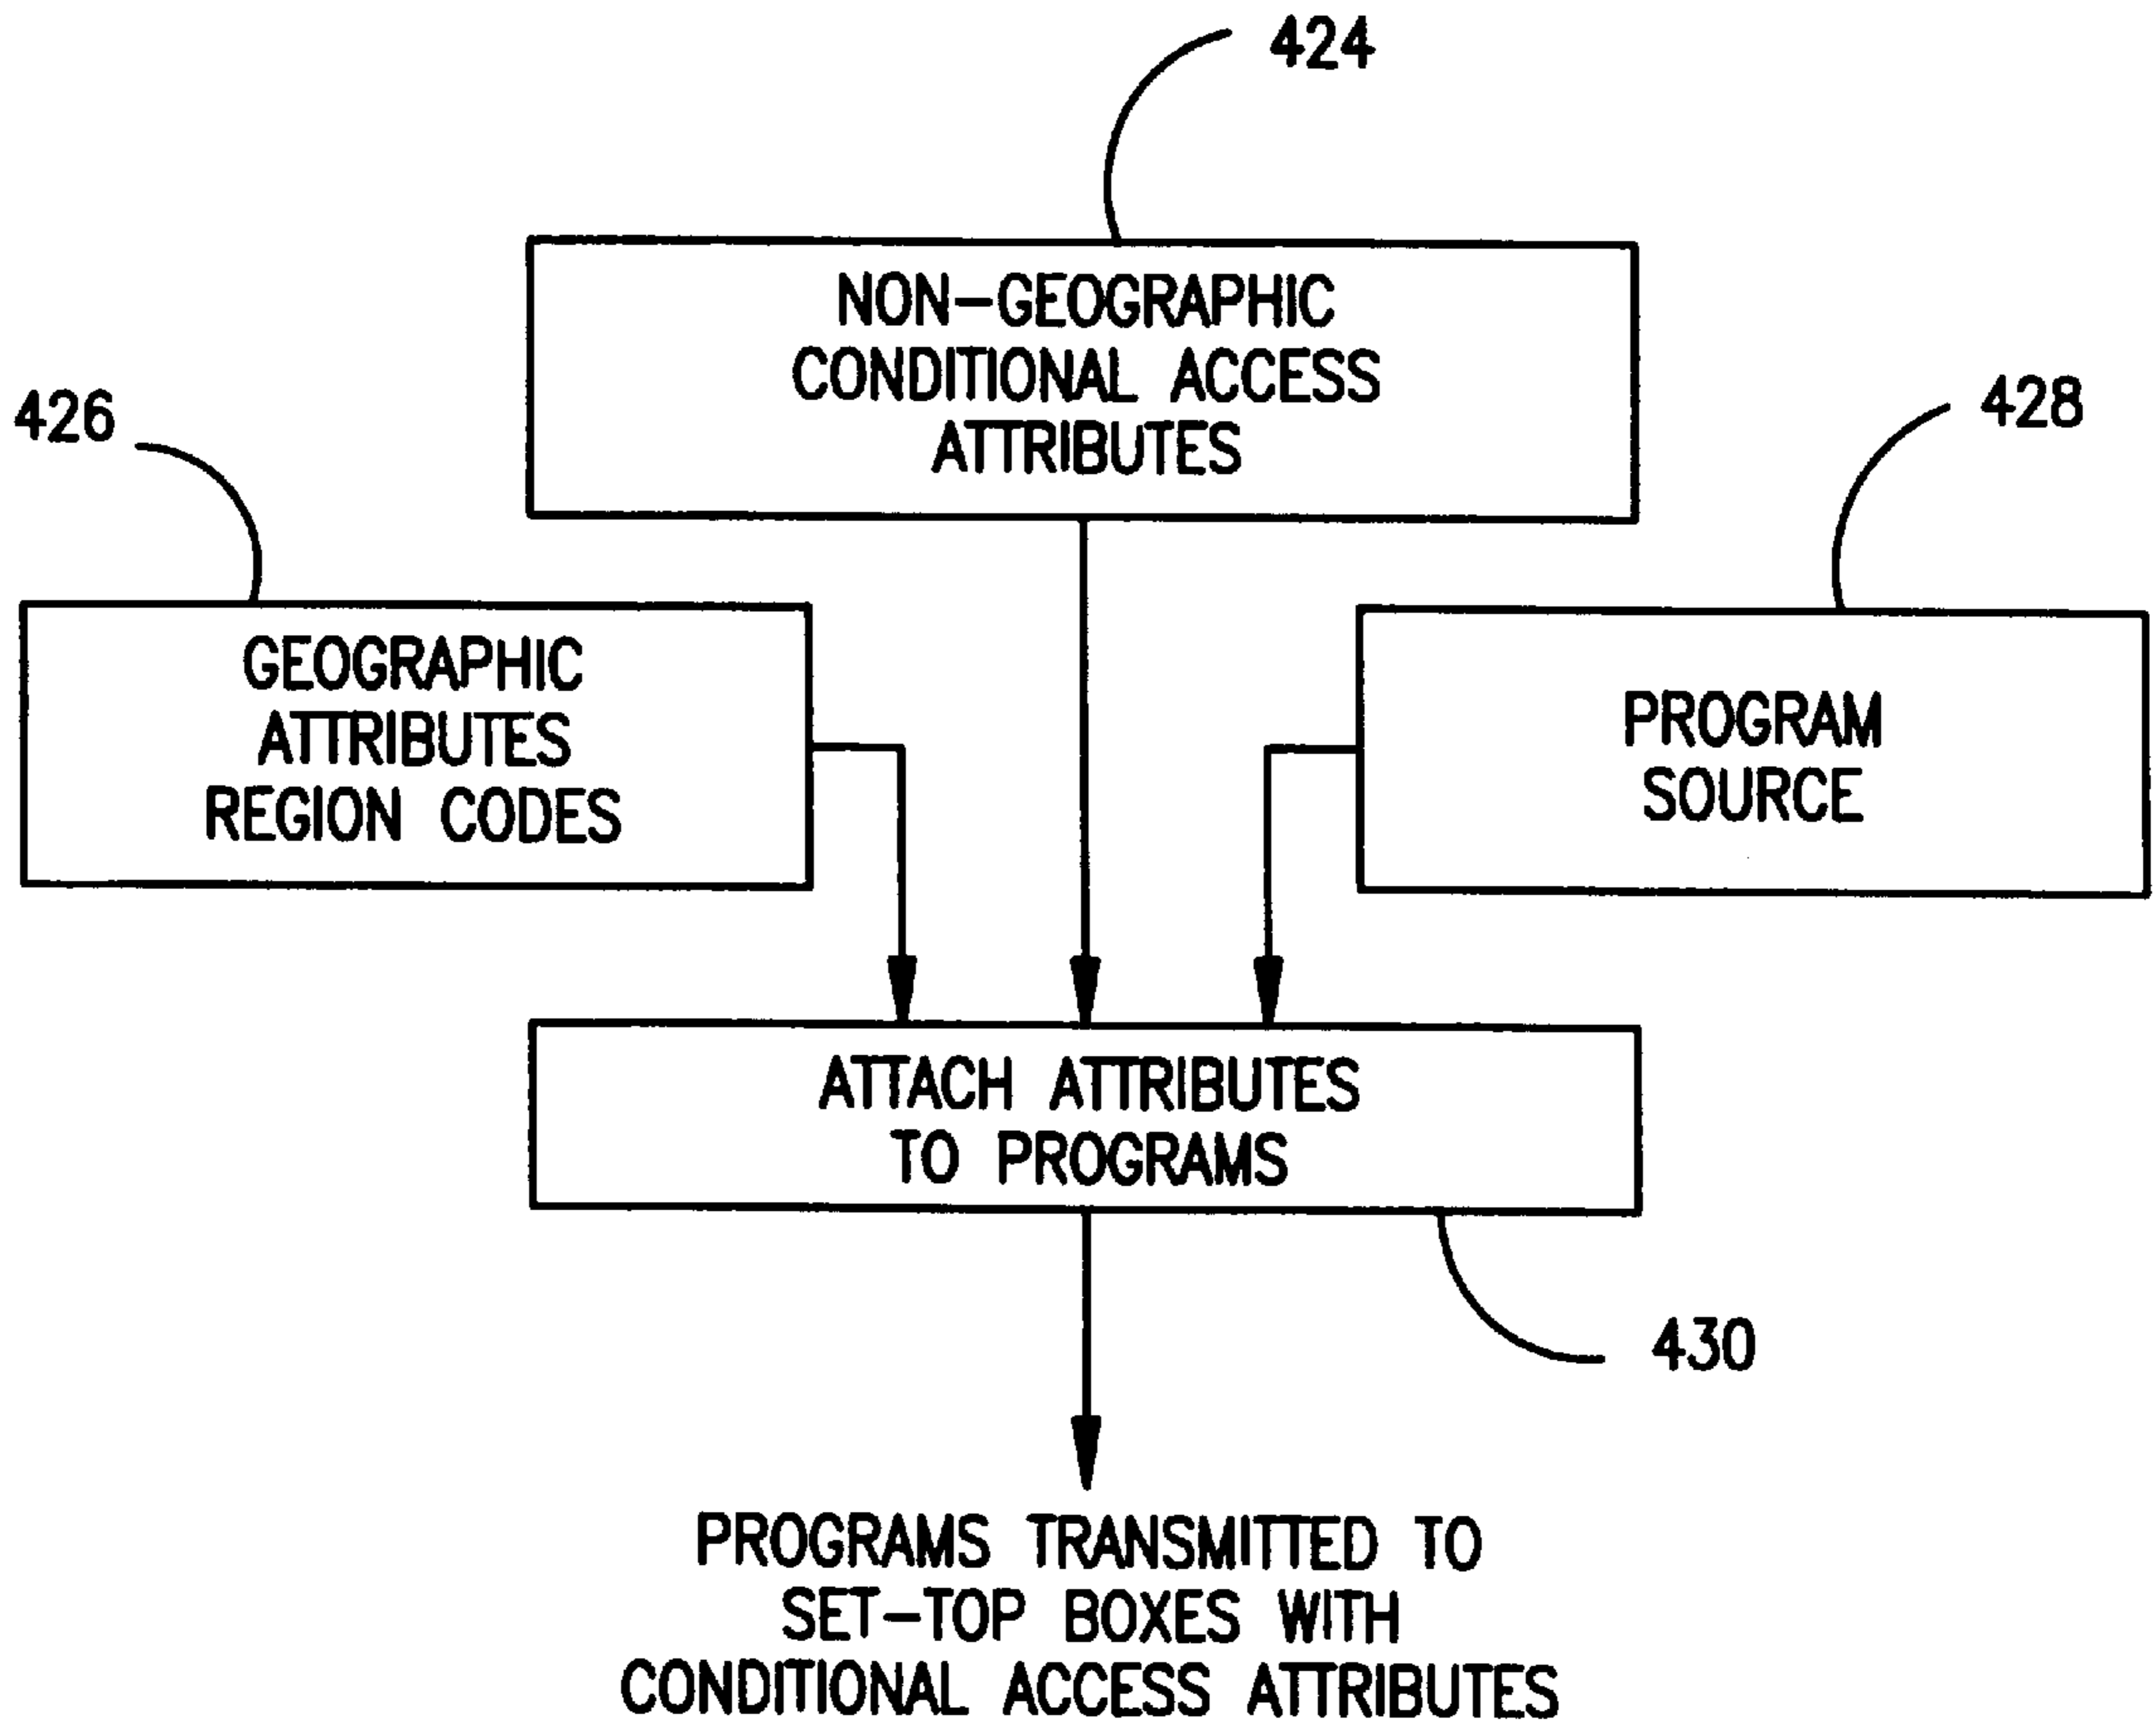 424
NON-GEOGRAPHIC
CONDITIONAL ACCESS
ATTRIBUTES
426
GEOGRAPHIC
ATTRIBUTES
REGION CODES
428
PROGRAM
SOURCE
ATTACH ATTRIBUTES
TO PROGRAMS
430
PROGRAMS TRANSMITTED TO
SET-TOP BOXES WITH
CONDITIONAL ACCESS ATTRIBUTES